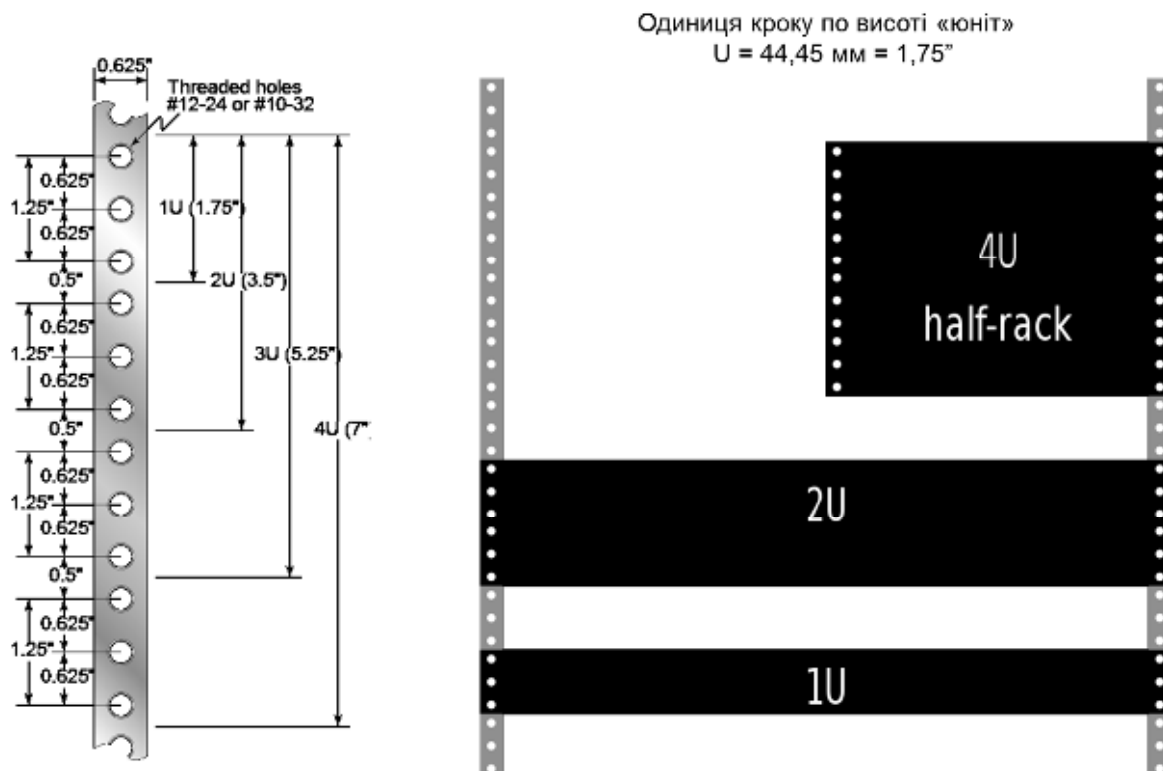 Одиниця кроку по висоті «юніт»
U = 44,45 мм = 1,75”
0.625"
Threaded holes
#12-24 or #10-32
0.625"
1.25"
0.625"
0.5"
0.625"
1.25"
0.625"
0.5"
0.625"
1.25"
0.625"
0.5"
0.625"
1.25"
0.625"
1U (1.75")
2U (3.5")
3U (5.25")
4U (7"
4U
half-rack
2U
1U